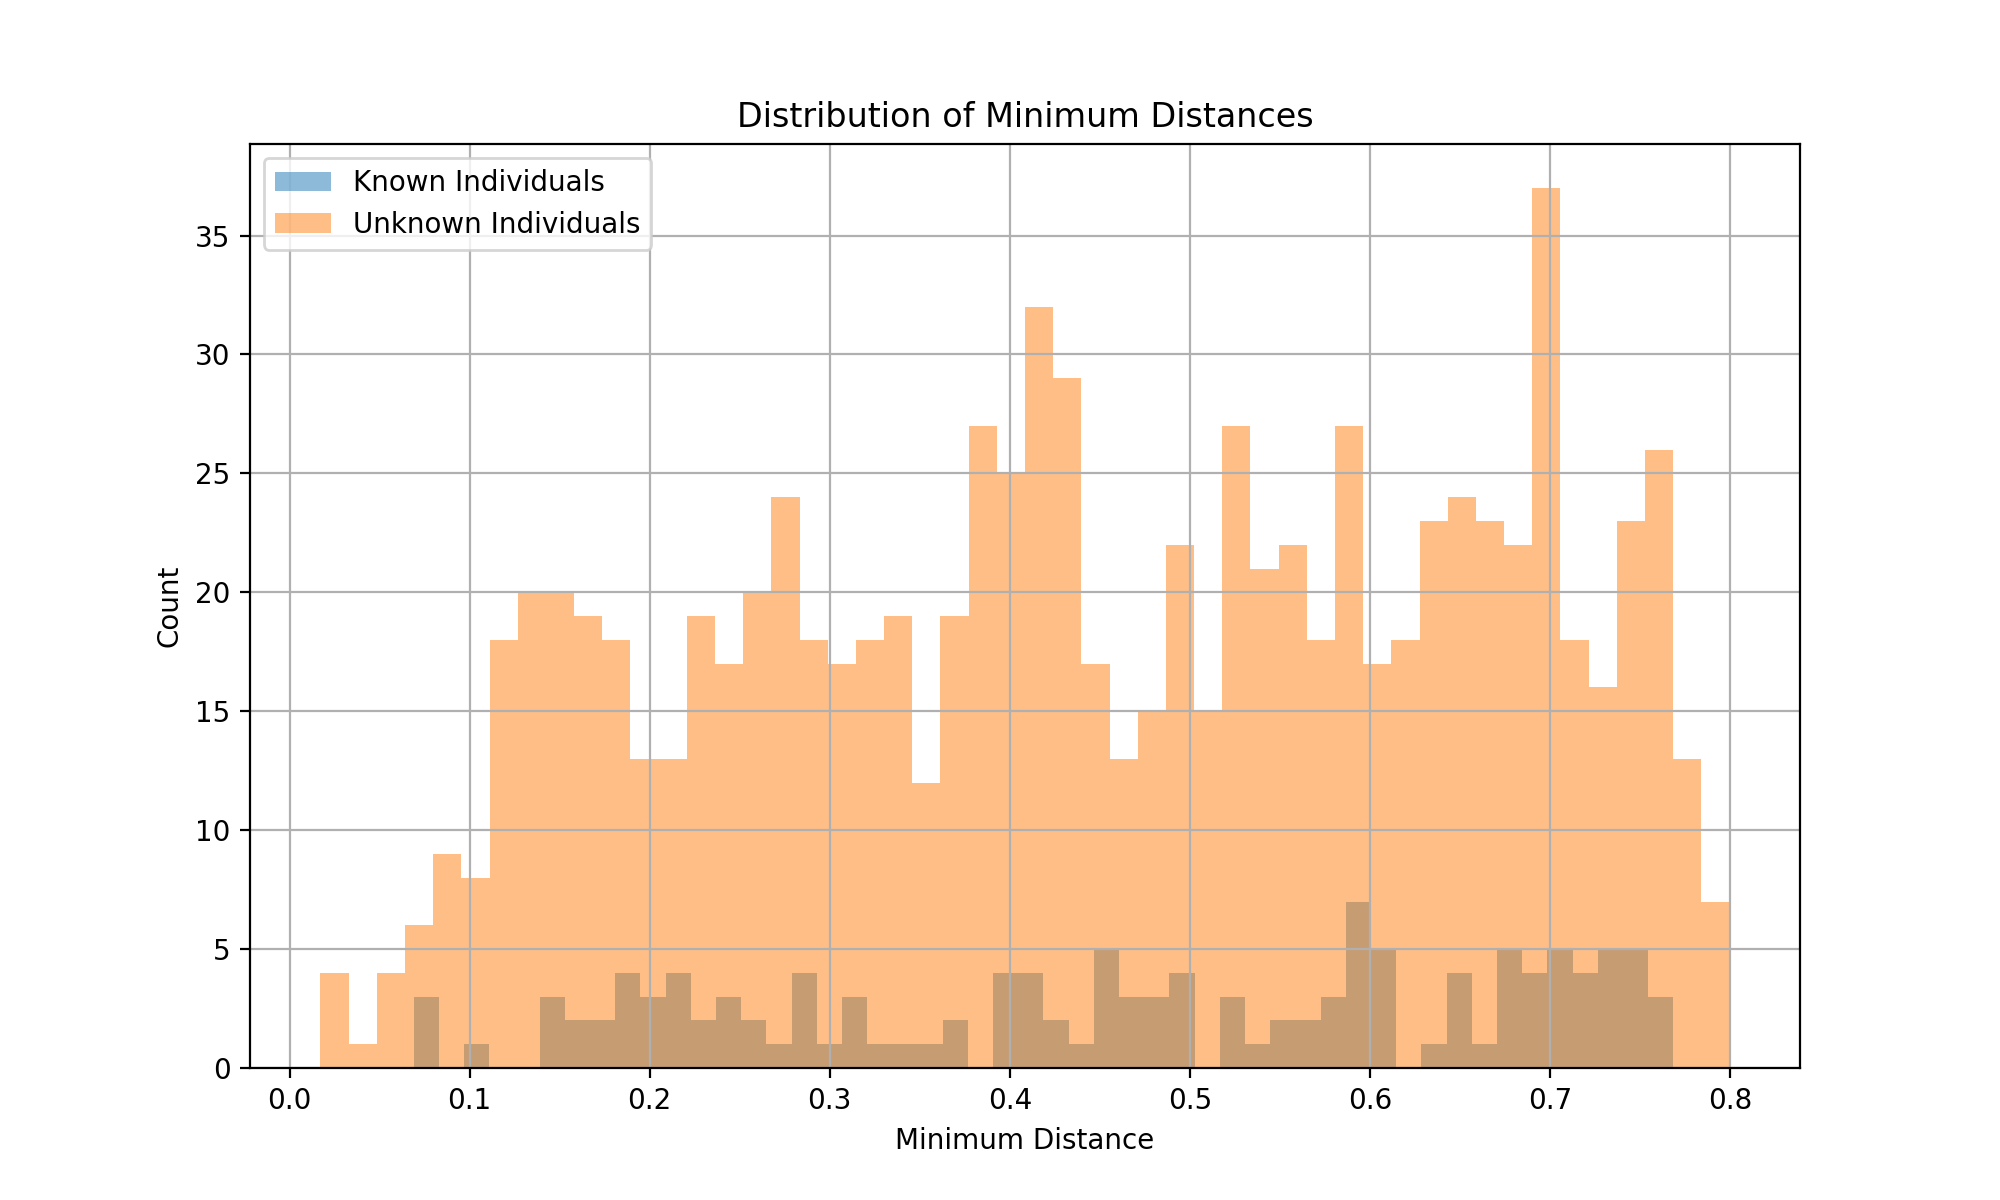 Distribution of Minimum Distances
Known Individuals
Unknown Individuals
35
30
25
20
15
10
5
0
Count
0.0 0.1 0.2 0.3 0.4 0.5 0.6 0.7 0.8
Minimum Distance